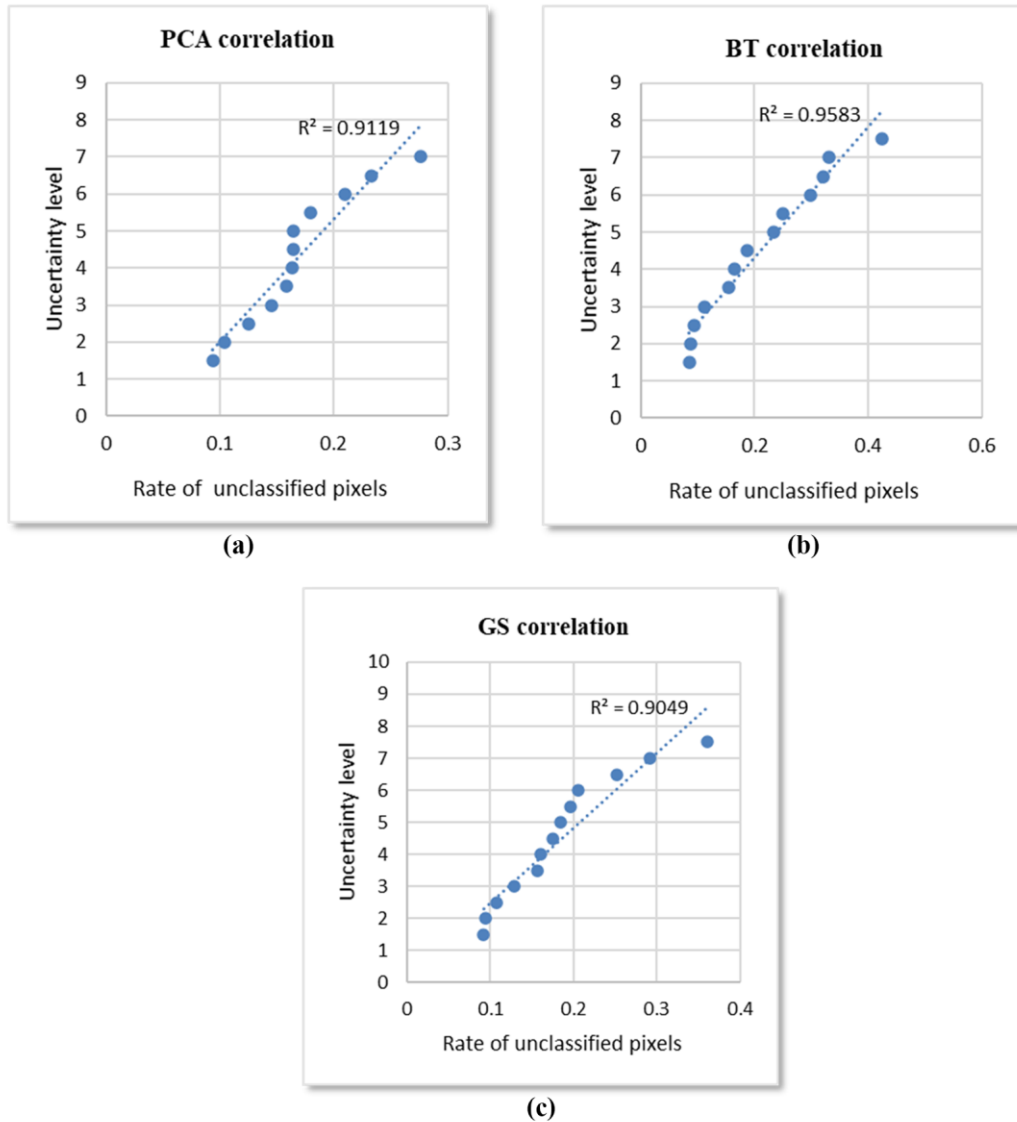 PCA correlation
9
8
7
6
5
4
3
2
1
0
Uncertainty level
R² = 0.9119
0 0.1 0.2 0.3
Rate of unclassified pixels
(a)
BT correlation
9
8
7
6
5
4
3
2
1
0
Uncertainty level
R² = 0.9583
0 0.2 0.4 0.6
Rate of unclassified pixels
(b)
GS correlation
10
9
8
7
6
5
4
3
2
1
0
Uncertainty level
R² = 0.9049
0 0.1 0.2 0.3 0.4
Rate of unclassified pixels
(c)